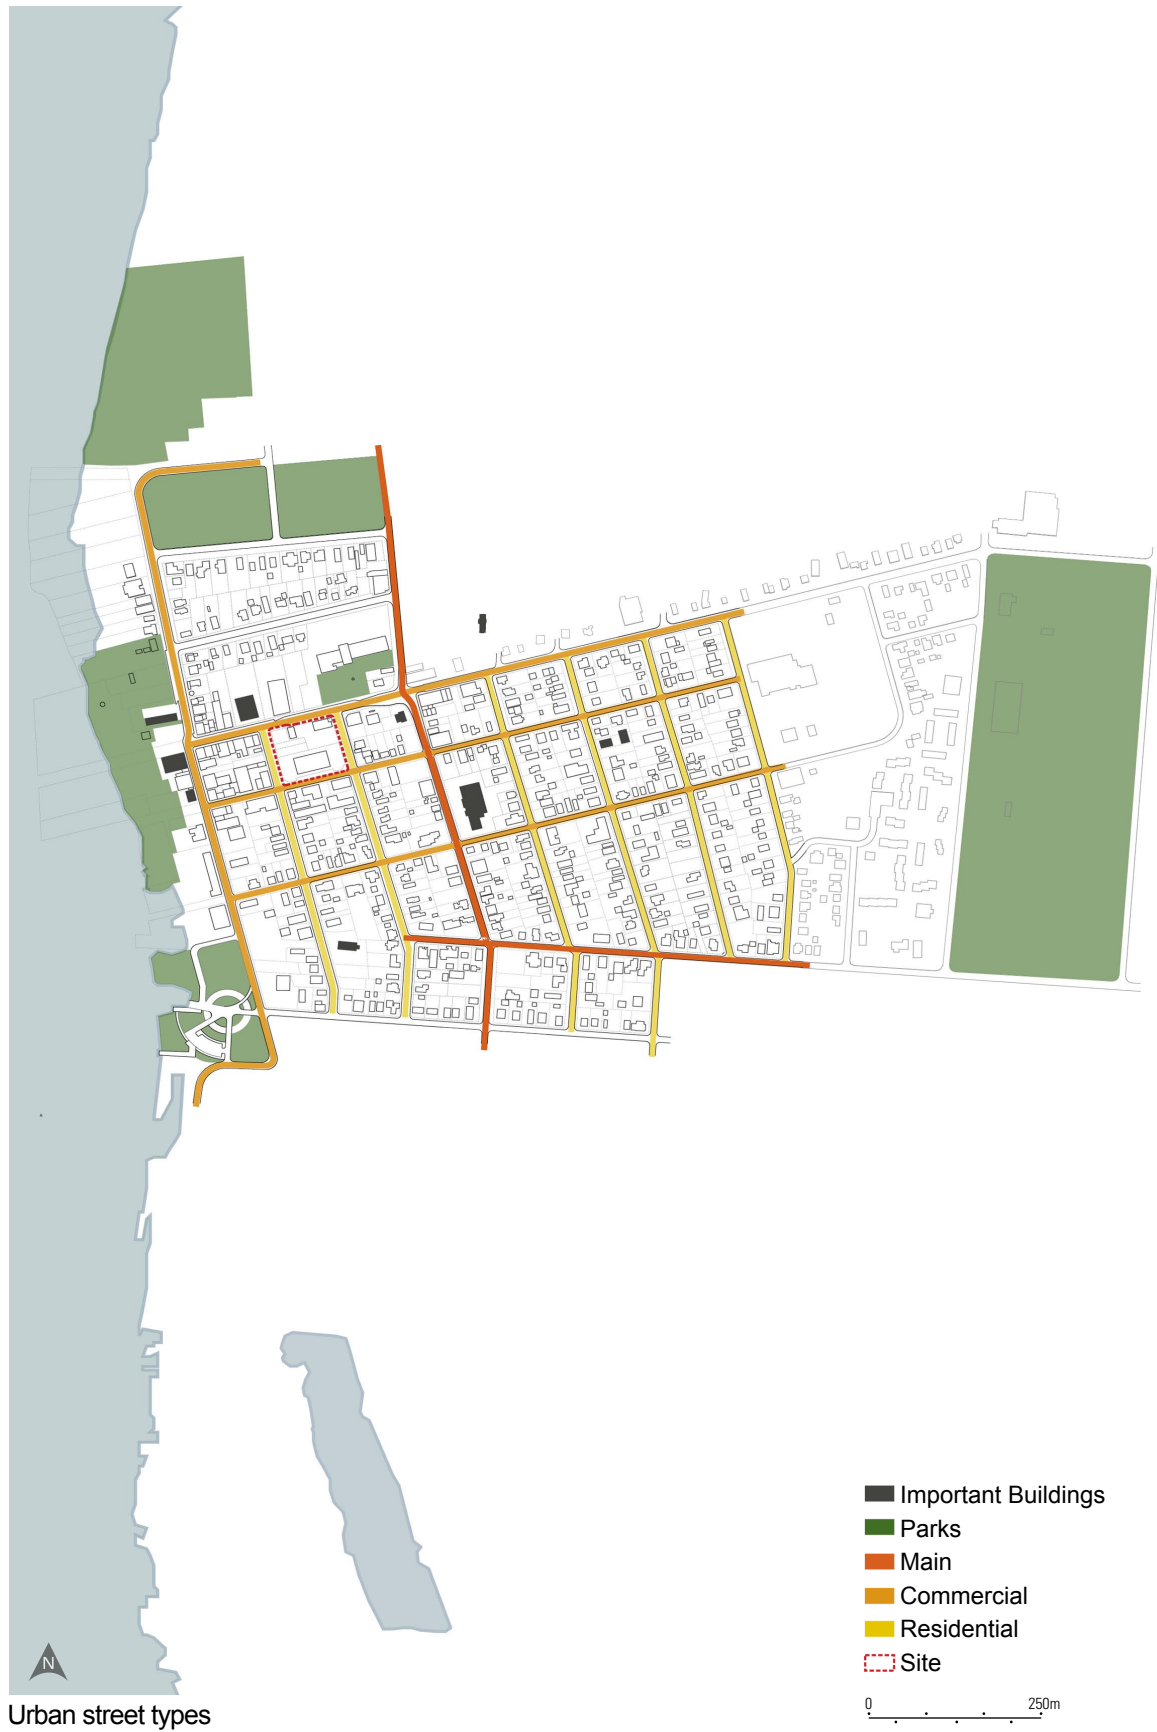 Important Buildings
Parks
Main
Commercial
Residential
Site
N
0 250m
Urban street types